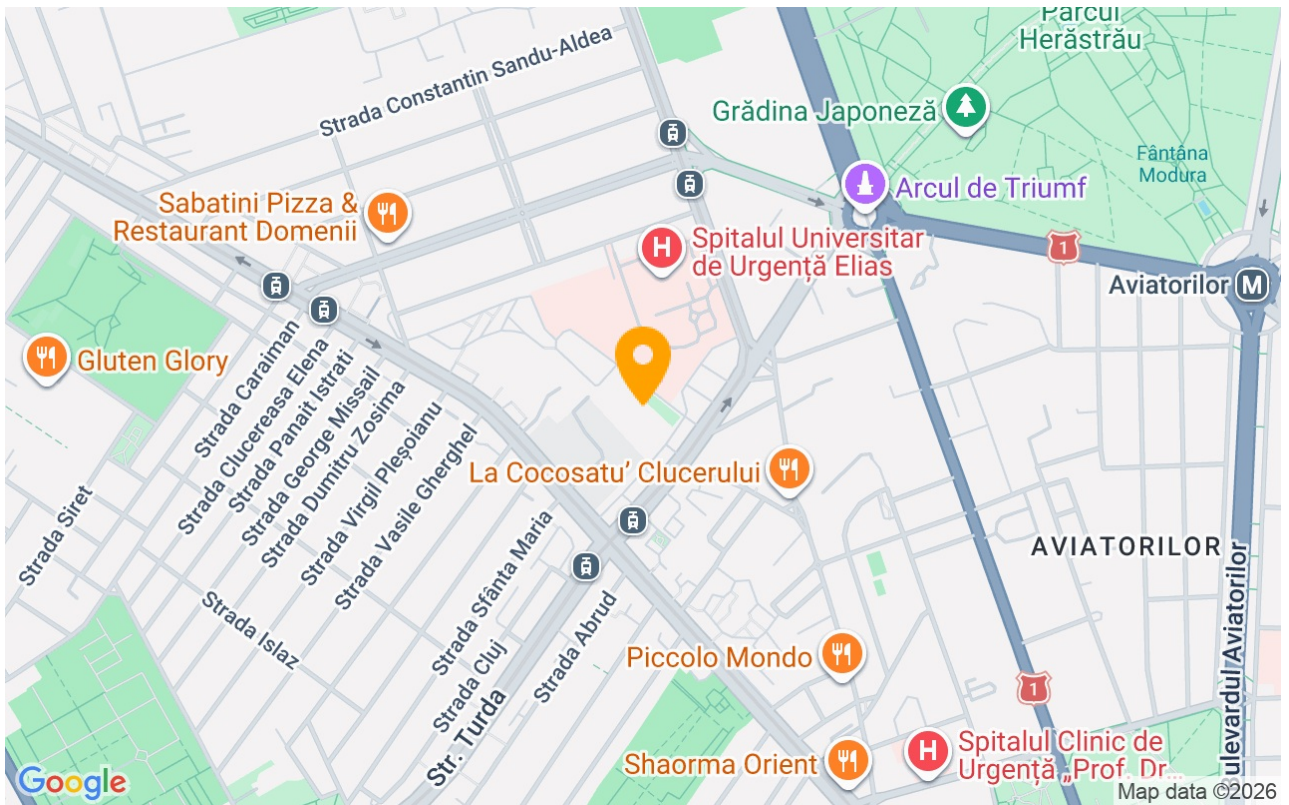 Parcul
Herăstrău
Strada Constantin Sandu-Aldea
Grădina Japoneză
Fântâna
Modura
Arcul de Triumf
Sabatini Pizza &
Restaurant Domenii
Spitalul Universitar
de Urgență Elias
1
Aviatorilor
Gluten Glory
Strada Caraiman
Strada Clucereasa Elena
Strada Panait Istrati
Strada George Missail
Strada Dumitru Zosima
Strada Virgil Pleșoianu
Strada Vasile Gherghel
La Cocosatu' Clucerului
Strada Siret
Strada Sfânta Maria
AVIATORILOR
Bulevardul Aviatorilor
Strada Islaz
Strada Cluj
Strada Abrud
Str. Turda
Piccolo Mondo
1
Shaorma Orient
Spitalul Clinic de
Urgență „Prof. Dr...
Google
Map data ©2026